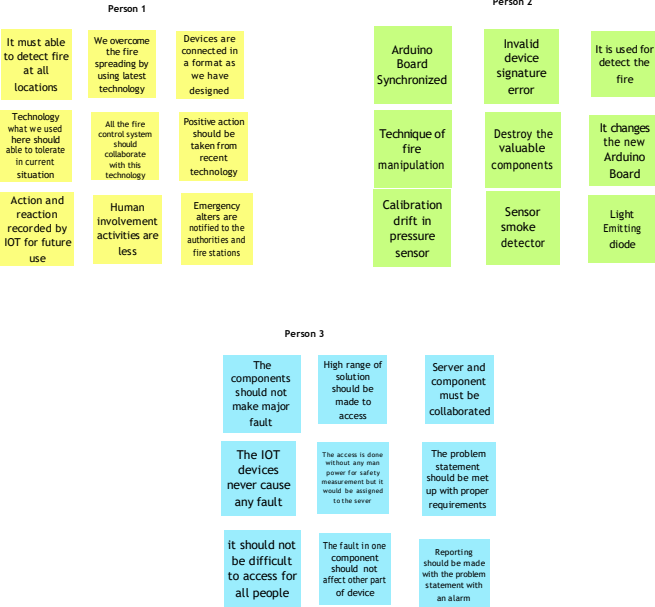 Person 1
It must able
to detect fire
at all
locations
We overcome
the fire
spreading by
using latest
technology
Devices are
connected in
a format as
we have
designed
Technology
what we used
here should
able to tolerate
in current
situation
All the fire
control system
should
collaborate
with this
technology
Positive action
should be
taken from
recent
technology
Action and
reaction
recorded by
IOT for future
use
Human
involvement
activities are
less
Emergency
alters are
notified to the
authorities and
fire stations
Person 2
Arduino
Board
Synchronized
Invalid
device
signature
error
It is used for
detect the
fire
Technique of
fire
manipulation
Destroy the
valuable
components
It changes
the new
Arduino
Board
Calibration
drift in
pressure
sensor
Sensor
smoke
detector
Light
Emitting
diode
Person 3
The
components
should not
make major
fault
High range of
solution
should be
made to
access
Server and
component
must be
collaborated
The IOT
devices
never cause
any fault
The access is done
without any man
power for safety
measurement but it
would be assigned
to the sever
The problem
statement
should be met
up with proper
requirements
it should not
be difficult
to access for
all people
The fault in one
component
should not
affect other part
of device
Reporting
should be made
with the problem
statement with
an alarm